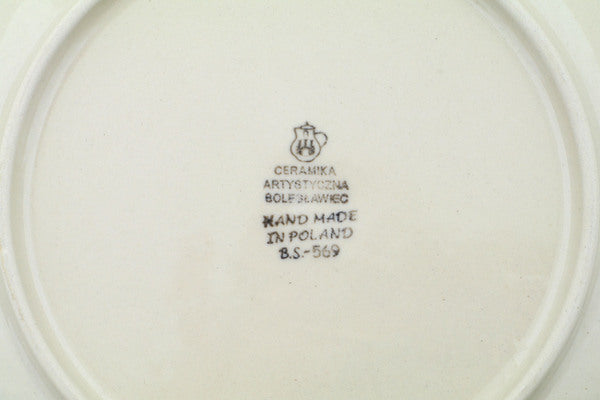 CERAMIKA
ARTYSTYCZNA
BOLESŁAWIEC
HAND MADE
IN POLAND
B.S.-569